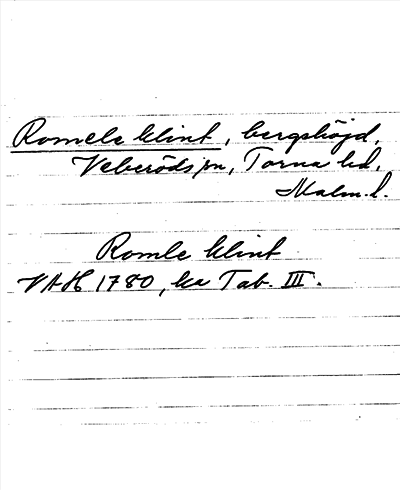 Romele klint, bergshöjd,
Veberöds sn, Torna hd,
Malm.l.
Romle klint
VAH 1780, ka Tab. III.